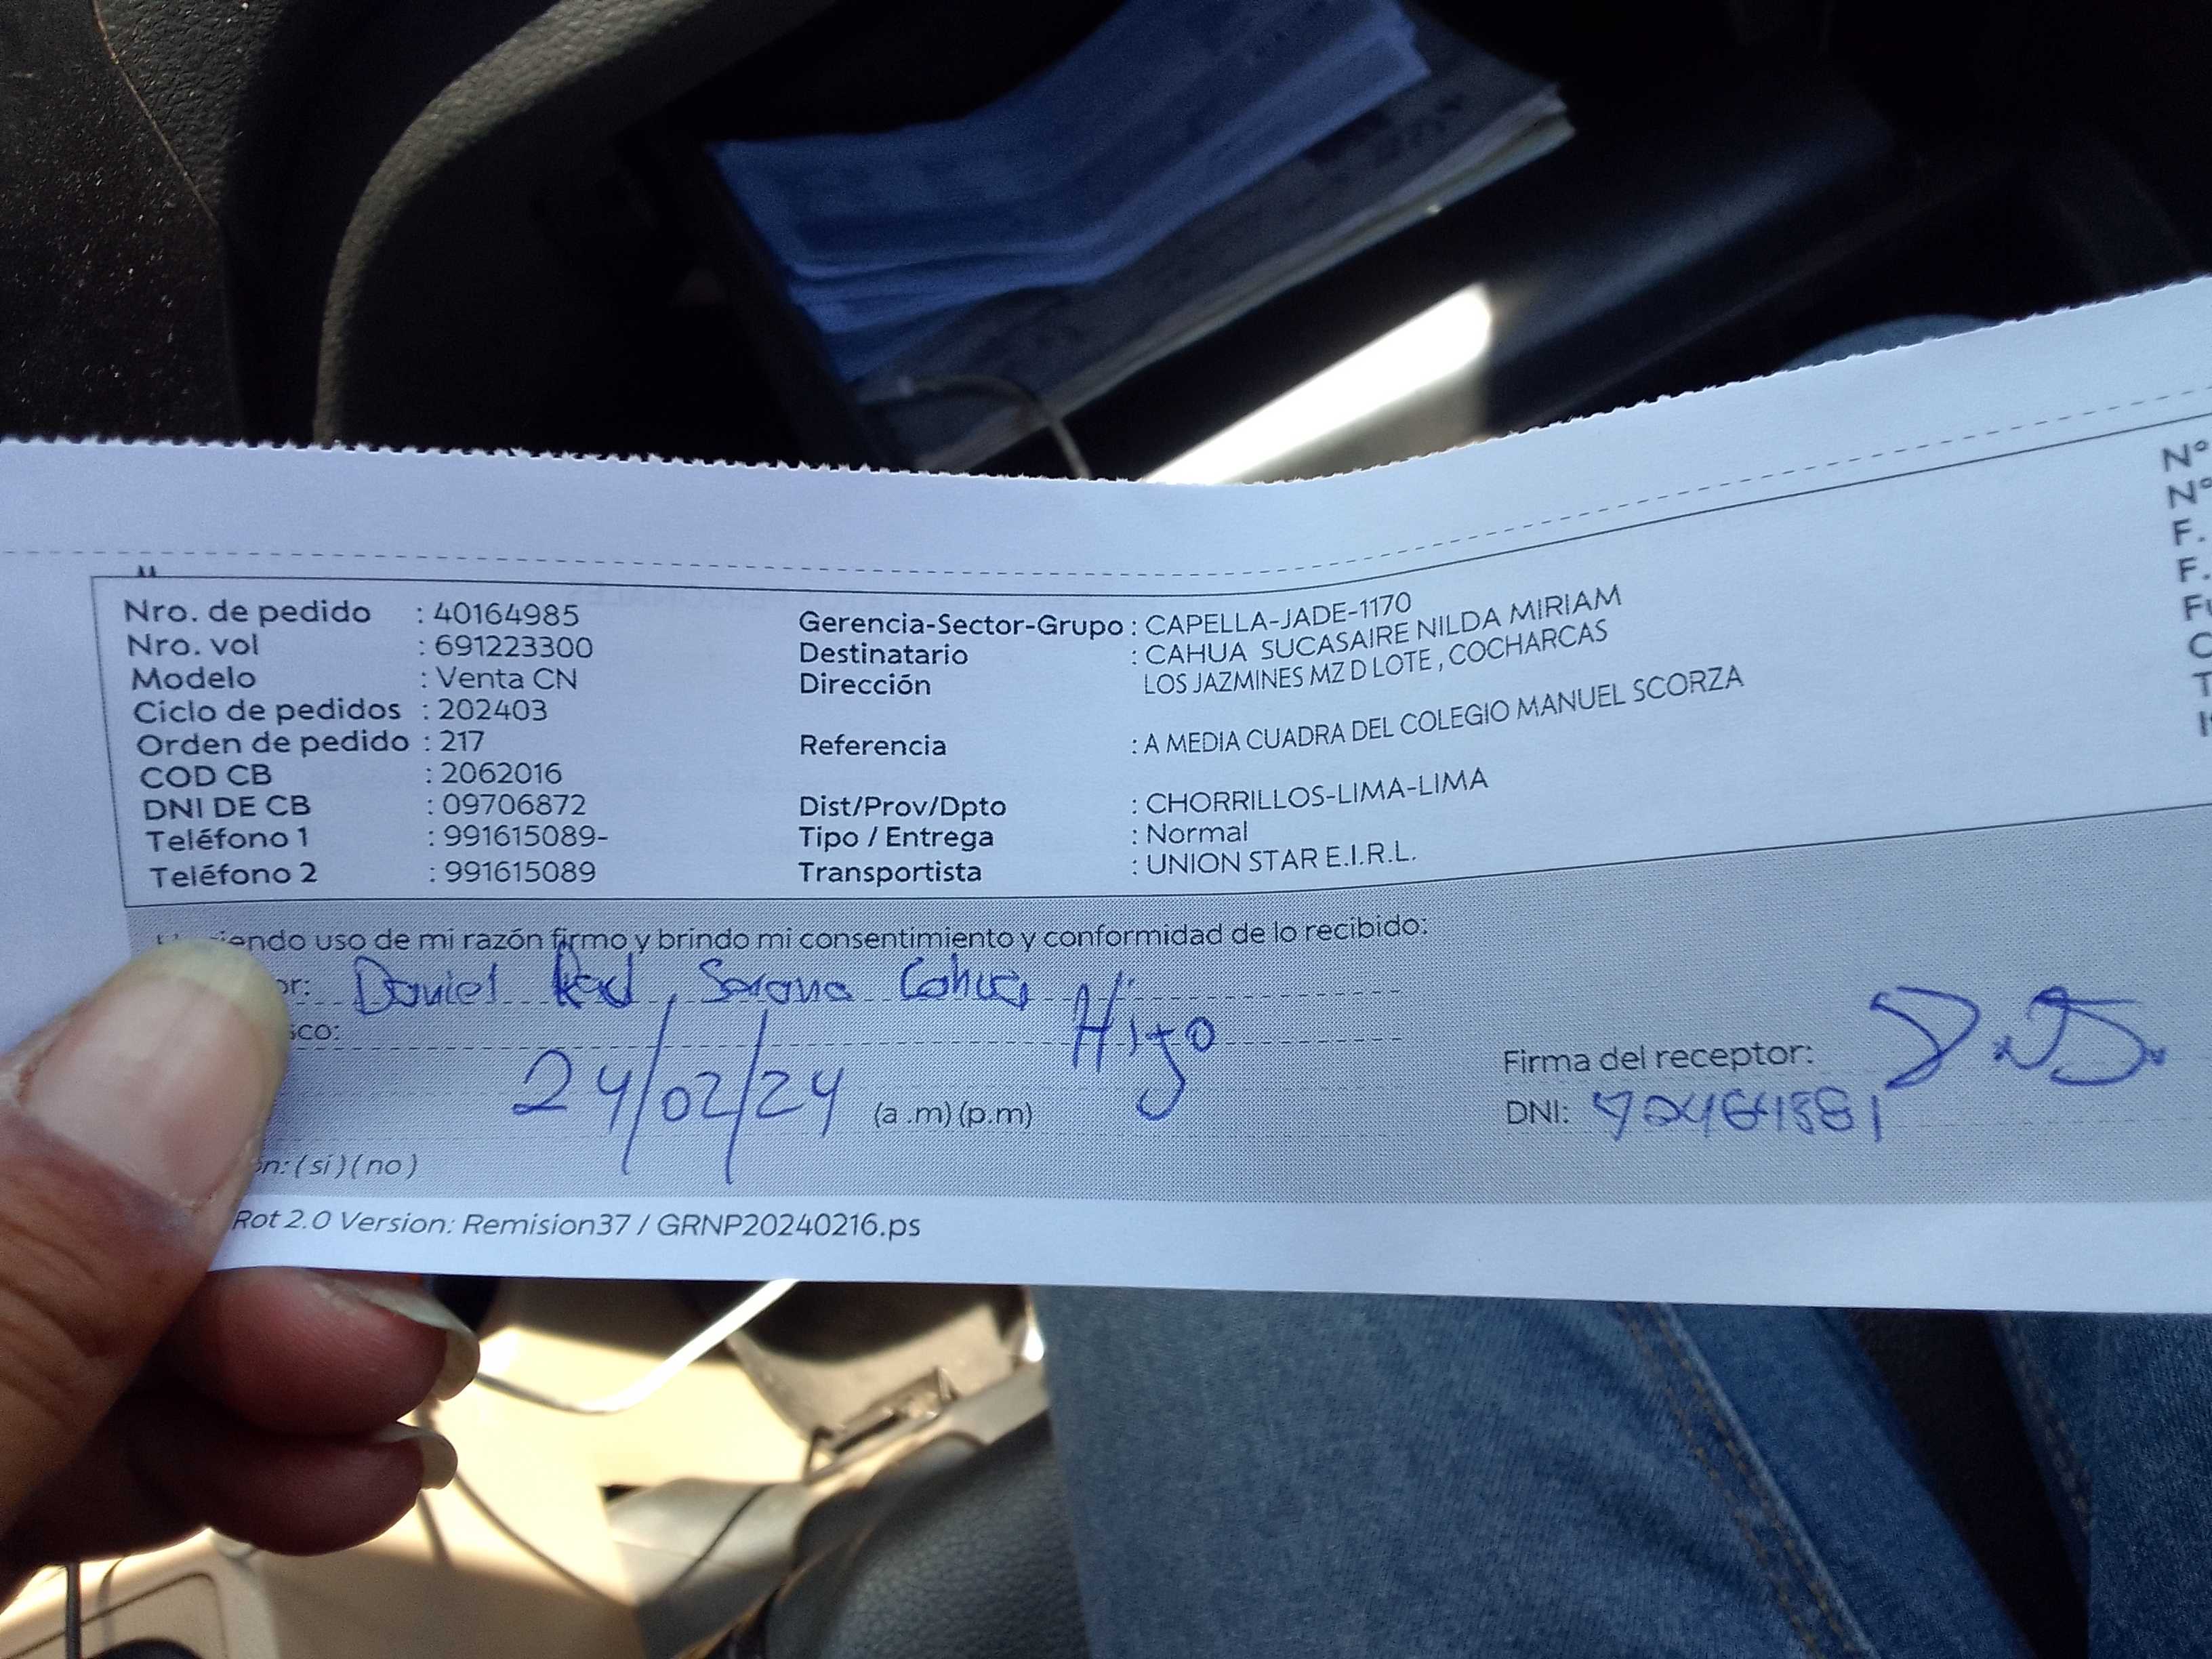 Nro. de pedido : 40164985
Nro. vol : 691223300
Modelo : Venta CN
Ciclo de pedidos : 202403
Orden de pedido : 217
COD CB : 2062016
DNI DE CB : 09706872
Teléfono 1 : 991615089-
Teléfono 2 : 991615089
Gerencia-Sector-Grupo : CAPELLA-JADE-1170
Destinatario : CAHUA SUCASAIRE NILDA MIRIAM
Dirección LOS JAZMINES MZ D LOTE , COCHARCAS
Referencia : A MEDIA CUADRA DEL COLEGIO MANUEL SCORZA
Dist/Prov/Dpto : CHORRILLOS-LIMA-LIMA
Tipo / Entrega : Normal
Transportista : UNION STAR E.I.R.L.
Nº
Nº
F.
F.
uso de mi razón firmo y brindo mi consentimiento y conformidad de lo recibido:
Daniel Cahua
Hijo
24/02/24 (a .m) (p.m)
Firma del receptor:
DNI:
(si) (no)
Rot 2.0 Version: Remision37 / GRNP20240216.ps